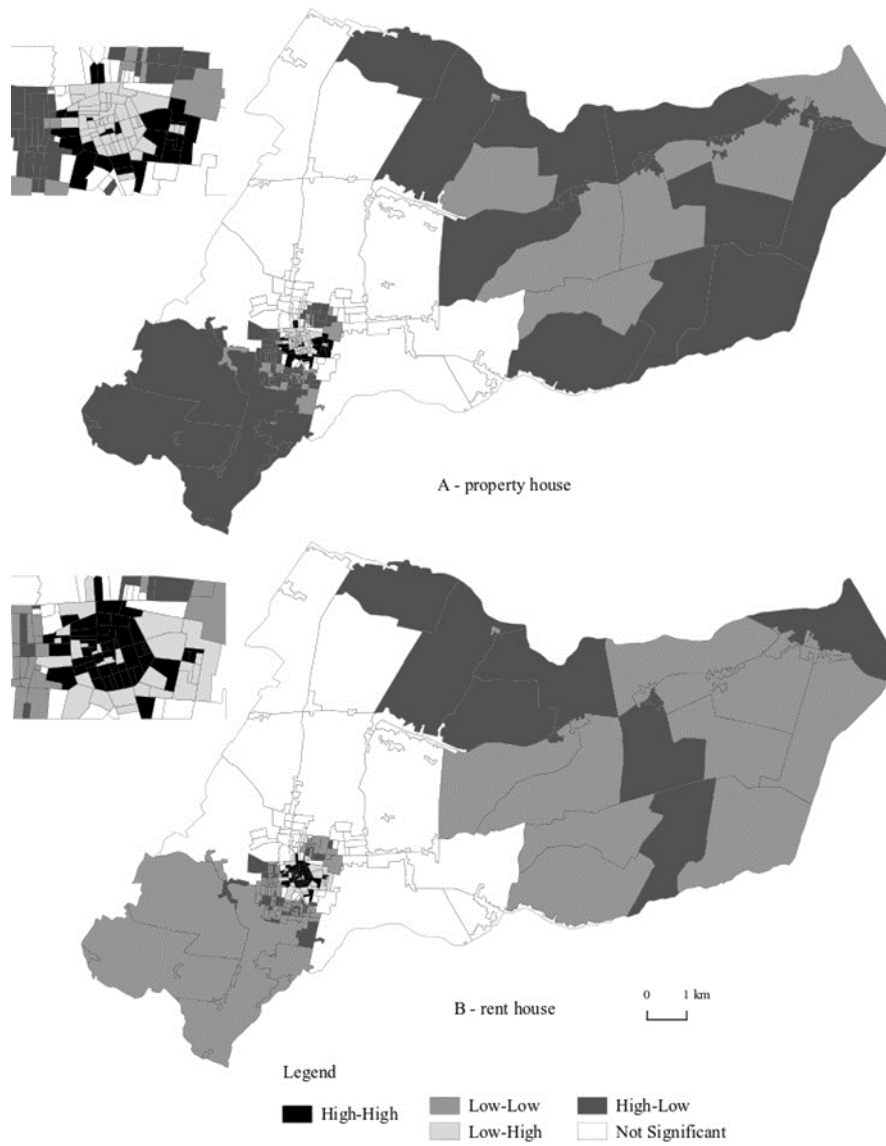 A - property house
B - rent house
0 1 km
Legend
High-High
Low-Low
High-Low
Low-High
Not Significant